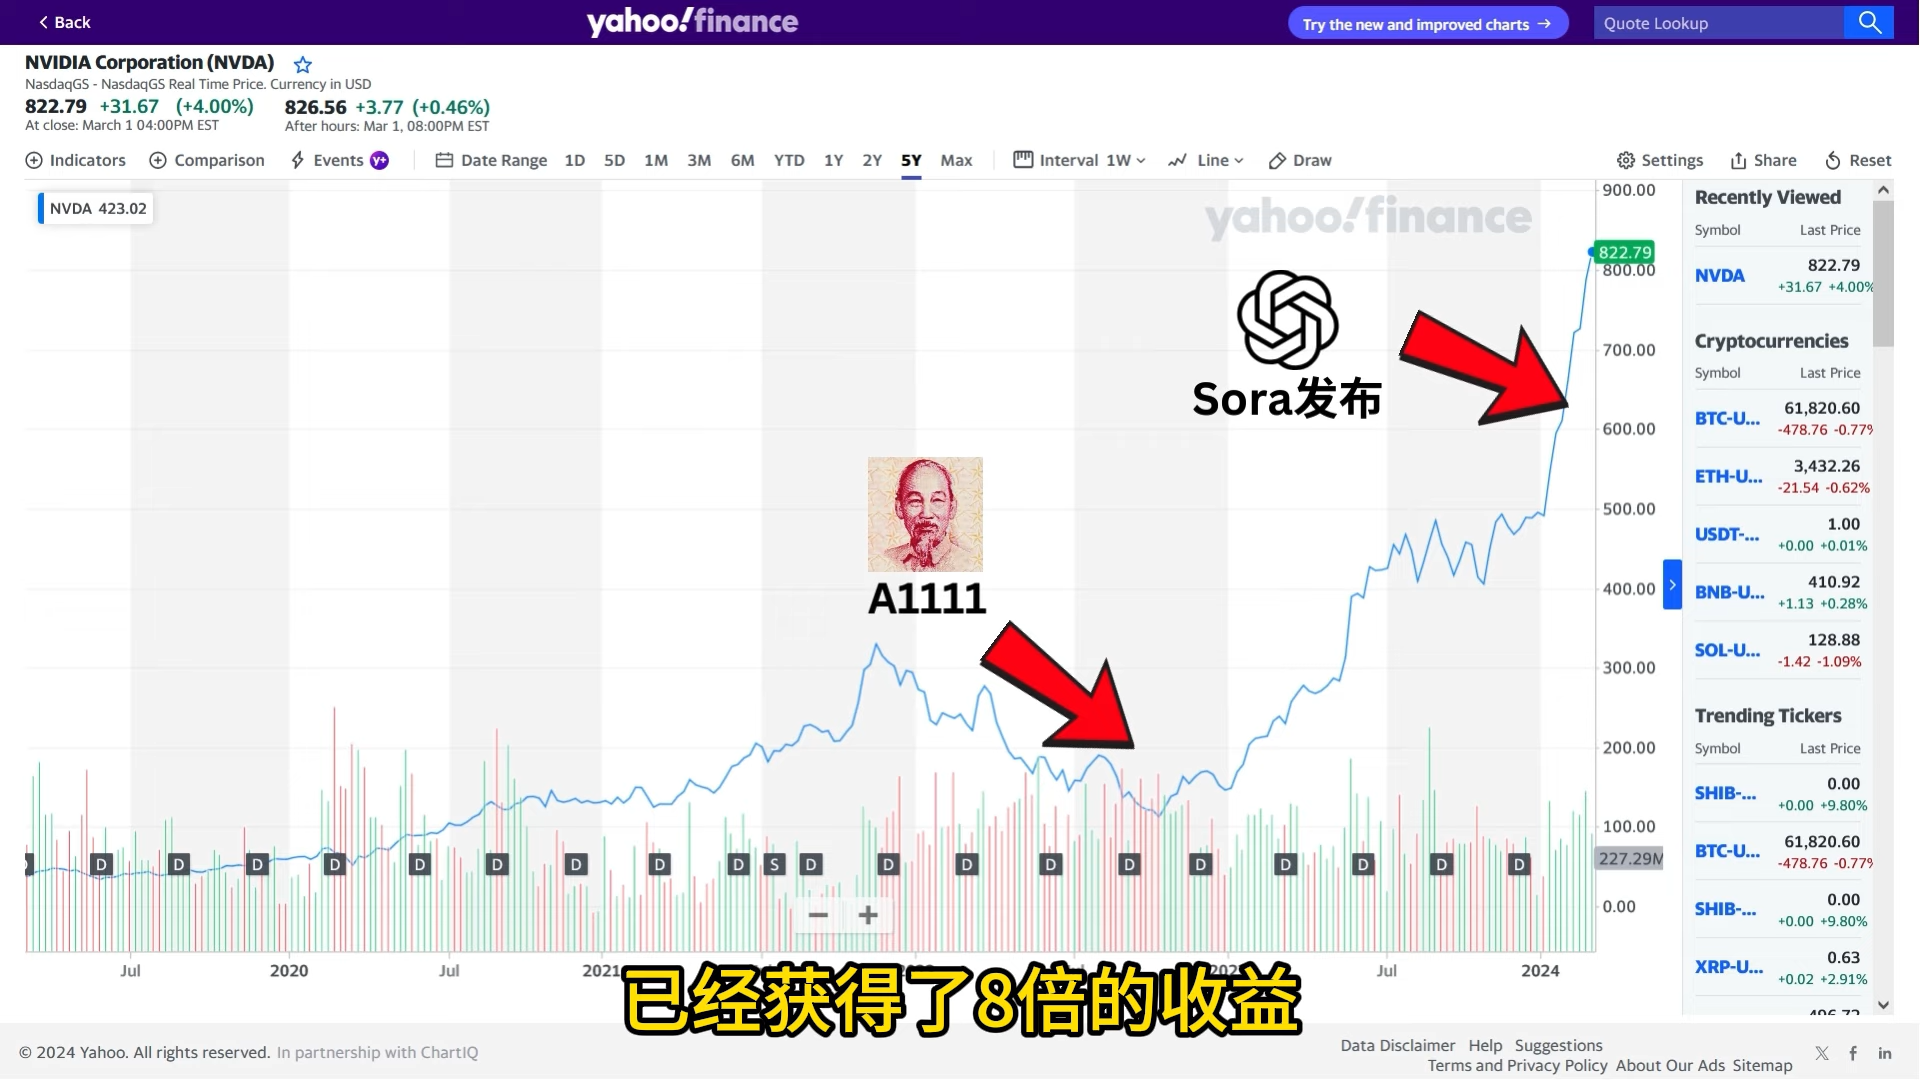 Back
yahoo!finance
Try the new and improved charts →
Quote Lookup
NVIDIA Corporation (NVDA)
NasdaqGS - NasdaqGS Real Time Price. Currency in USD
822.79 +31.67 (+4.00%) 826.56 +3.77 (+0.46%)
At close: March 1 04:00PM EST After hours: Mar 1, 08:00PM EST
Indicators Comparison Events y+ Date Range 1D 5D 1M 3M 6M YTD 1Y 2Y 5Y Max Interval 1W Line Draw Settings Share Reset
NVDA 423.02
yahoo!finance
900.00
822.79
800.00
700.00
600.00
500.00
400.00
300.00
200.00
100.00
227.29M
0.00
Sora发布
A1111
D D D D D D D D D S D D D D D D D D D D
Jul 2020 Jul 2021 Jul 2024
已经获得了8倍的收益
Recently Viewed
Symbol Last Price
NVDA 822.79
+31.67 +4.00%
Cryptocurrencies
Symbol Last Price
BTC-U... 61,820.60
-478.76 -0.77%
ETH-U... 3,432.26
-21.54 -0.62%
USDT-... 1.00
+0.00 +0.01%
BNB-U... 410.92
+1.13 +0.28%
SOL-U... 128.88
-1.42 -1.09%
Trending Tickers
Symbol Last Price
SHIB-... 0.00
+0.00 +9.80%
BTC-U... 61,820.60
-478.76 -0.77%
SHIB-... 0.00
+0.00 +9.80%
XRP-U... 0.63
+0.02 +2.91%
© 2024 Yahoo. All rights reserved. In partnership with ChartIQ
Data Disclaimer Help Suggestions
Terms and Privacy Policy About Our Ads Sitemap